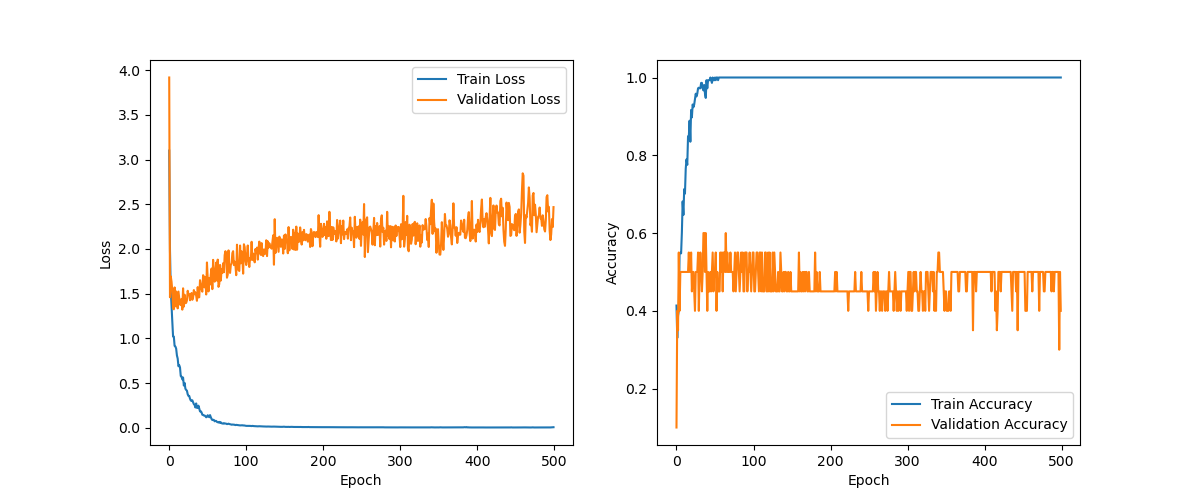 4.0
3.5
3.0
2.5
2.0
1.5
1.0
0.5
0.0
Loss
0 100 200 300 400 500
Epoch
Train Loss
Validation Loss
1.0
0.8
0.6
0.4
0.2
Accuracy
0 100 200 300 400 500
Epoch
Train Accuracy
Validation Accuracy